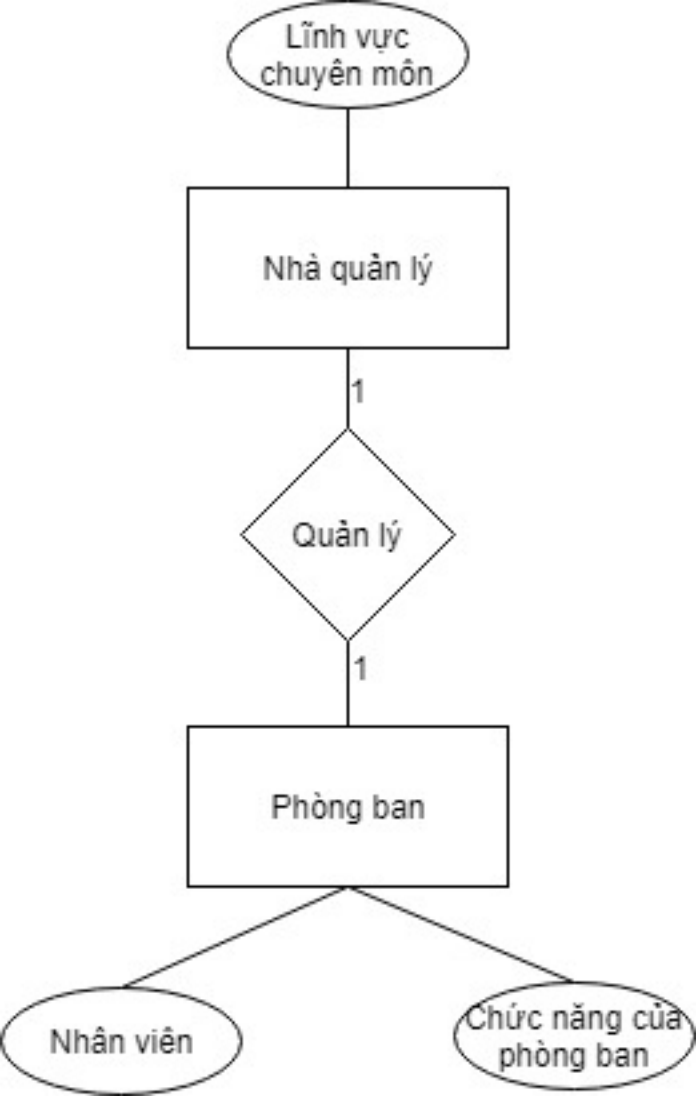 Lĩnh vực
chuyên môn
Nhà quản lý
1
Quản lý
1
Phòng ban
Nhân viên
Chức năng của
phòng ban